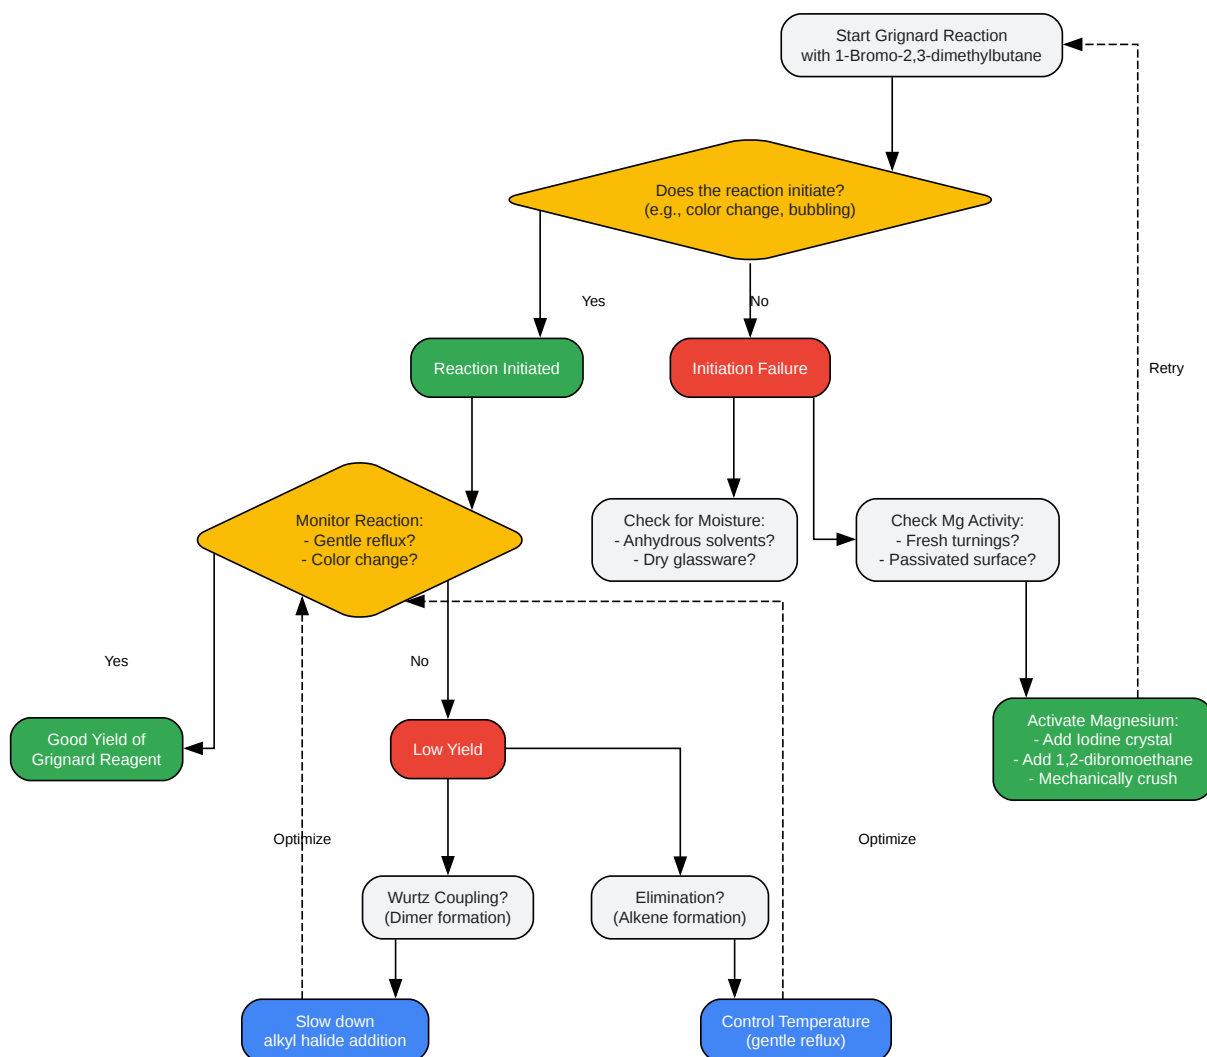 Start Grignard Reaction
with 1-Bromo-2,3-dimethylbutane
Does the reaction initiate?
(e.g., color change, bubbling)
Yes
No
Reaction Initiated
Initiation Failure
Retry
Monitor Reaction:
- Gentle reflux?
- Color change?
Check for Moisture:
- Anhydrous solvents?
- Dry glassware?
Check Mg Activity:
- Fresh turnings?
- Passivated surface?
Yes
No
Good Yield of
Grignard Reagent
Low Yield
Activate Magnesium:
- Add Iodine crystal
- Add 1,2-dibromoethane
- Mechanically crush
Optimize
Optimize
Wurtz Coupling?
(Dimer formation)
Elimination?
(Alkene formation)
Slow down
alkyl halide addition
Control Temperature
(gentle reflux)